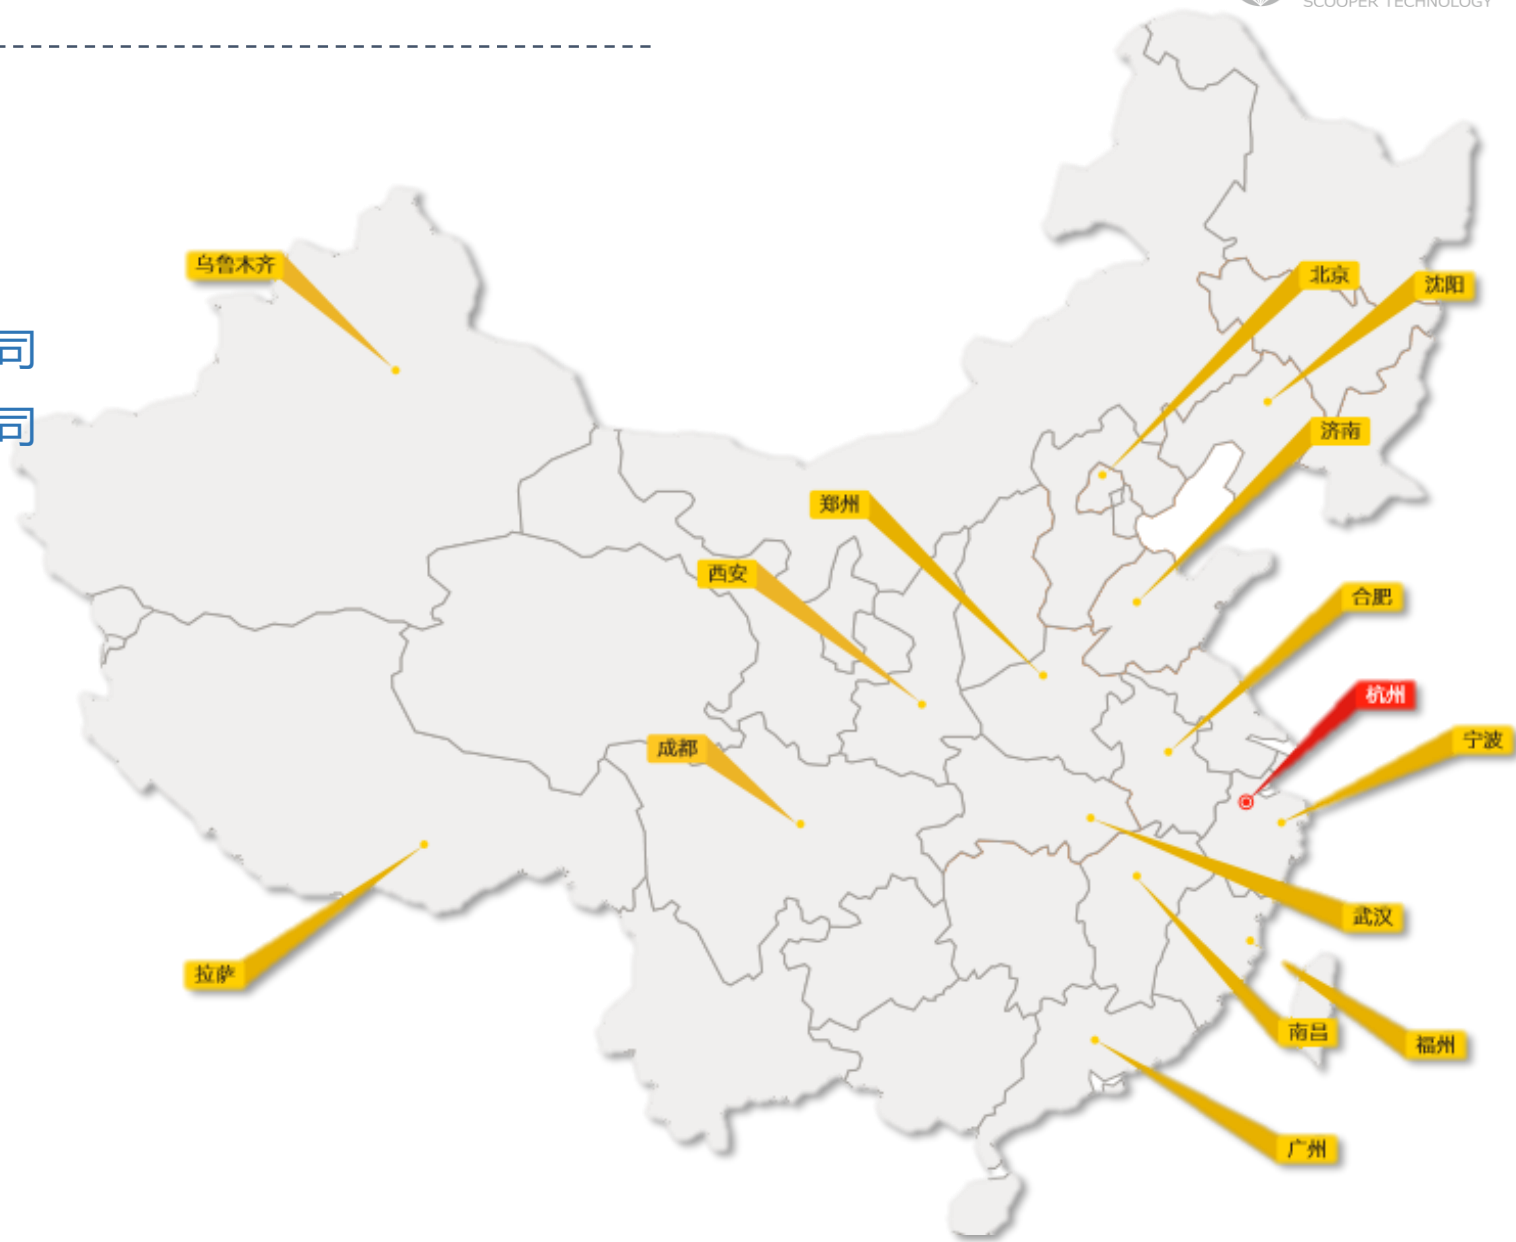 SCOOPER TECHNOLOGY
乌鲁木齐
北京
沈阳
司
司
济南
郑州
西安
合肥
杭州
宁波
成都
武汉
拉萨
南昌
福州
广州